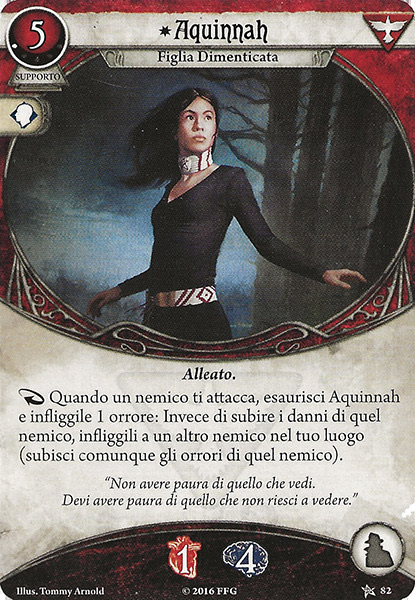 5
Aquinnah
SUPPORTO
Figlia Dimenticata
Alleato.
Quando un nemico ti attacca, esaurisci Aquinnah
e infliggile 1 orrore: Invece di subire i danni di quel
nemico, infliggili a un altro nemico nel tuo luogo
(subisci comunque gli orrori di quel nemico).
“Non avere paura di quello che vedi.
Devi avere paura di quello che non riesci a vedere.”
1
4
Illus. Tommy Arnold
© 2016 FFG
82